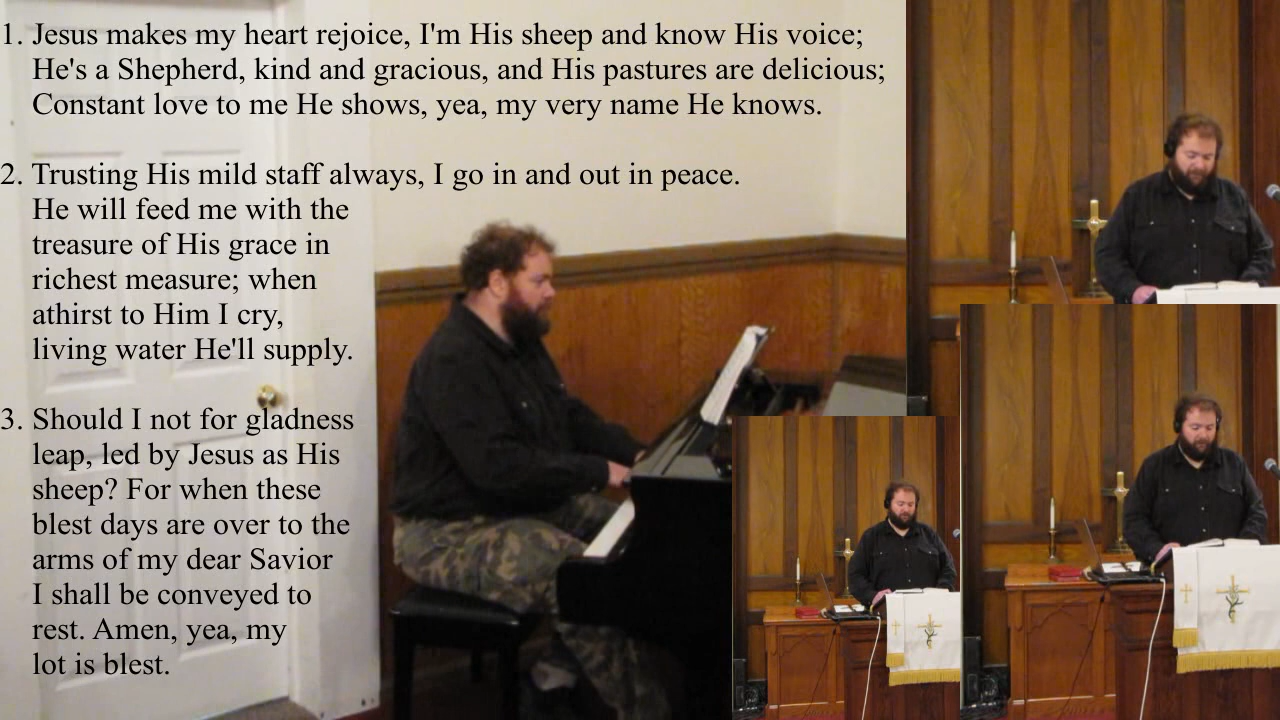 1. Jesus makes my heart rejoice, I'm His sheep and know His voice;
He's a Shepherd, kind and gracious, and His pastures are delicious;
Constant love to me He shows, yea, my very name He knows.
2. Trusting His mild staff always, I go in and out in peace.
He will feed me with the
treasure of His grace in
richest measure; when
athirst to Him I cry,
living water He'll supply.
3. Should I not for gladness
leap, led by Jesus as His
sheep? For when these
blest days are over to the
arms of my dear Savior
I shall be conveyed to
rest. Amen, yea, my
lot is blest.